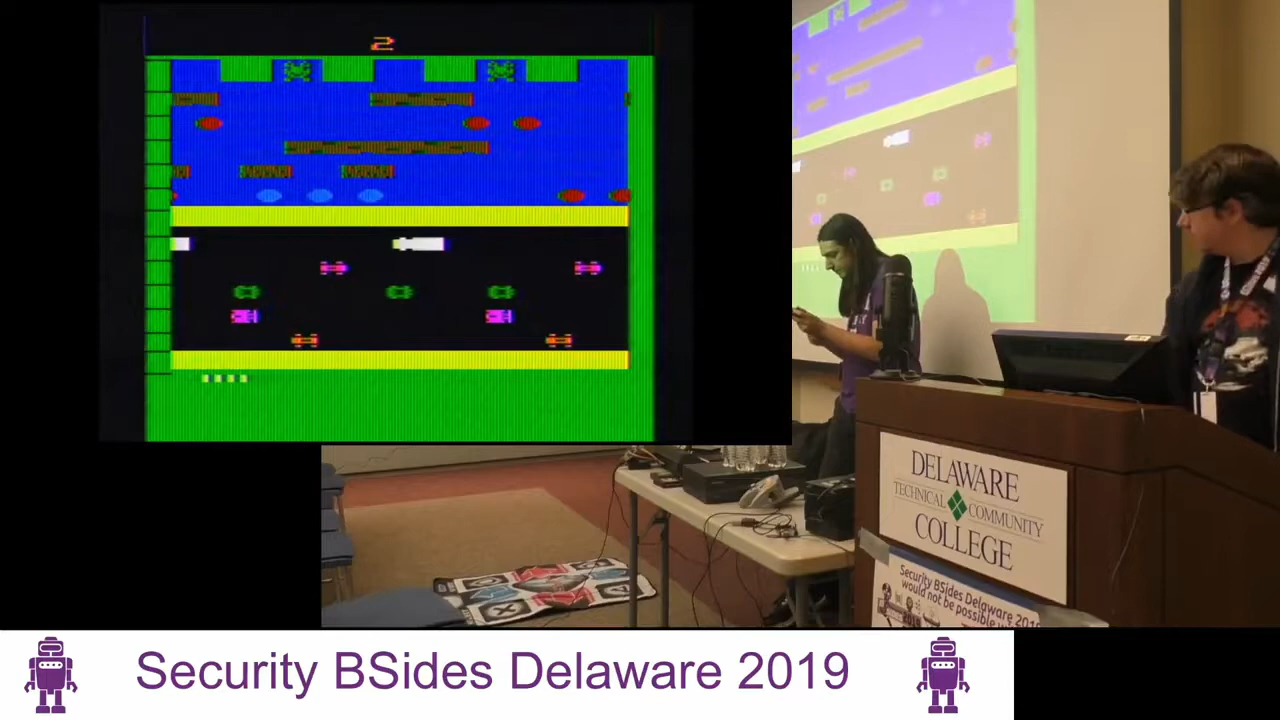 2
DELAWARE
TECHNICAL COMMUNITY
COLLEGE
Security BSides Delaware 2019
would not be possible
Security BSides Delaware 2019